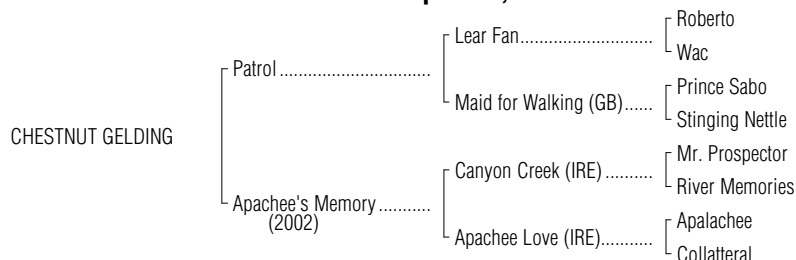 Roberto
Lear Fan
Wac
Patrol
Prince Sabo
Maid for Walking (GB)
Stinging Nettle
CHESTNUT GELDING
Mr. Prospector
Canyon Creek (IRE)
River Memories
Apachee's Memory
(2002)
Apalachee
Apachee Love (IRE)
Collatteral